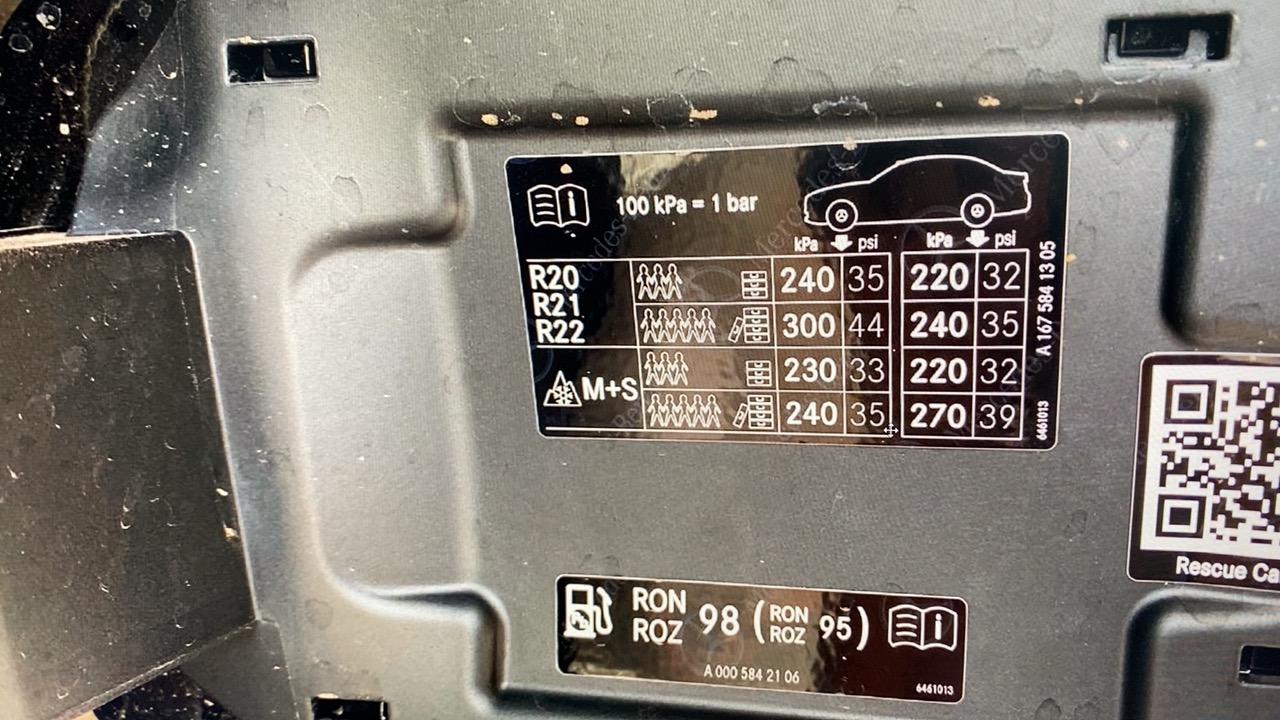 100 kPa = 1 bar
kPa psi kPa psi
R20
R21
R22
240 35 220 32
300 44 240 35
M+S
230 33 220 32
240 35 270 39
A 167 584 13 05
6461013
RON
ROZ 98 (RON
ROZ 95)
A 000 584 21 06
6461013
Rescue Ca